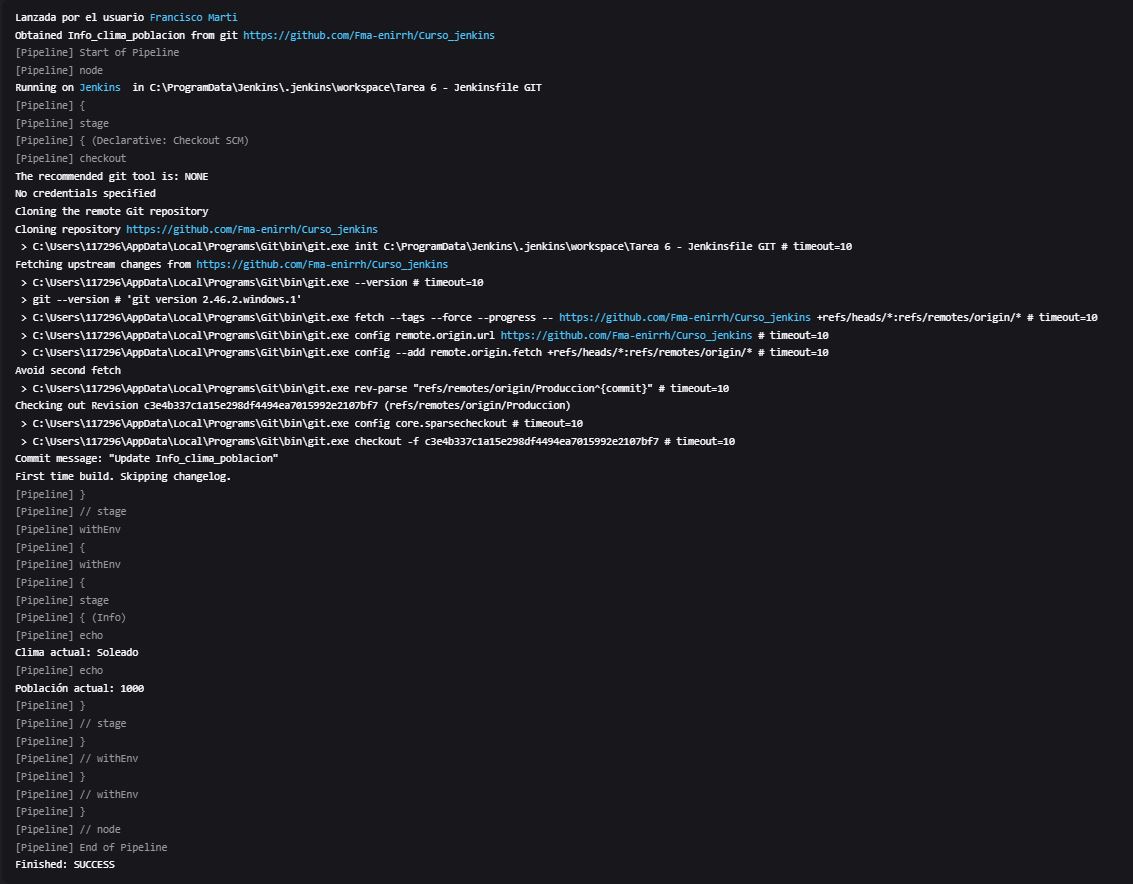 Lanzada por el usuario Francisco Marti
Obtained Info_clima_poblacion from git https://github.com/Fma-enirrh/Curso_jenkins
[Pipeline] Start of Pipeline
[Pipeline] node
Running on Jenkins in C:\ProgramData\Jenkins\.jenkins\workspace\Tarea 6 - Jenkinsfile GIT
[Pipeline] {
[Pipeline] stage
[Pipeline] { (Declarative: Checkout SCM)
[Pipeline] checkout
The recommended git tool is: NONE
No credentials specified
Cloning the remote Git repository
Cloning repository https://github.com/Fma-enirrh/Curso_jenkins
 > C:\Users\117296\AppData\Local\Programs\Git\bin\git.exe init C:\ProgramData\Jenkins\.jenkins\workspace\Tarea 6 - Jenkinsfile GIT # timeout=10
Fetching upstream changes from https://github.com/Fma-enirrh/Curso_jenkins
 > C:\Users\117296\AppData\Local\Programs\Git\bin\git.exe --version # timeout=10
 > git --version # 'git version 2.46.2.windows.1'
 > C:\Users\117296\AppData\Local\Programs\Git\bin\git.exe fetch --tags --force --progress -- https://github.com/Fma-enirrh/Curso_jenkins +refs/heads/*:refs/remotes/origin/* # timeout=10
 > C:\Users\117296\AppData\Local\Programs\Git\bin\git.exe config remote.origin.url https://github.com/Fma-enirrh/Curso_jenkins # timeout=10
 > C:\Users\117296\AppData\Local\Programs\Git\bin\git.exe config --add remote.origin.fetch +refs/heads/*:refs/remotes/origin/* # timeout=10
Avoid second fetch
 > C:\Users\117296\AppData\Local\Programs\Git\bin\git.exe rev-parse "refs/remotes/origin/Produccion^{commit}" # timeout=10
Checking out Revision c3e4b337c1a15e298df4494ea7015992e2107bf7 (refs/remotes/origin/Produccion)
 > C:\Users\117296\AppData\Local\Programs\Git\bin\git.exe config core.sparsecheckout # timeout=10
 > C:\Users\117296\AppData\Local\Programs\Git\bin\git.exe checkout -f c3e4b337c1a15e298df4494ea7015992e2107bf7 # timeout=10
Commit message: "Update Info_clima_poblacion"
First time build. Skipping changelog.
[Pipeline] }
[Pipeline] // stage
[Pipeline] withEnv
[Pipeline] {
[Pipeline] withEnv
[Pipeline] {
[Pipeline] stage
[Pipeline] { (Info)
[Pipeline] echo
Clima actual: Soleado
[Pipeline] echo
Población actual: 1000
[Pipeline] }
[Pipeline] // stage
[Pipeline] }
[Pipeline] // withEnv
[Pipeline] }
[Pipeline] // withEnv
[Pipeline] }
[Pipeline] // node
[Pipeline] End of Pipeline
Finished: SUCCESS